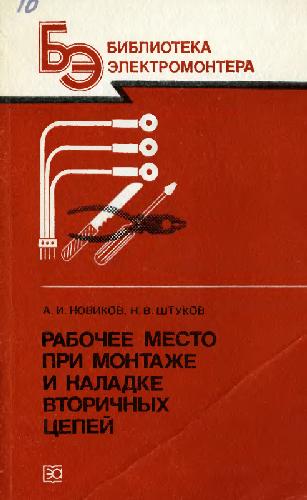 10
БЭ
БИБЛИОТЕКА
ЭЛЕКТРОМОНТЕРА
А. И. НОВИКОВ, Н. В. ШТУКОВ
РАБОЧЕЕ МЕСТО
ПРИ МОНТАЖЕ
И НАЛАДКЕ
ВТОРИЧНЫХ
ЦЕПЕЙ